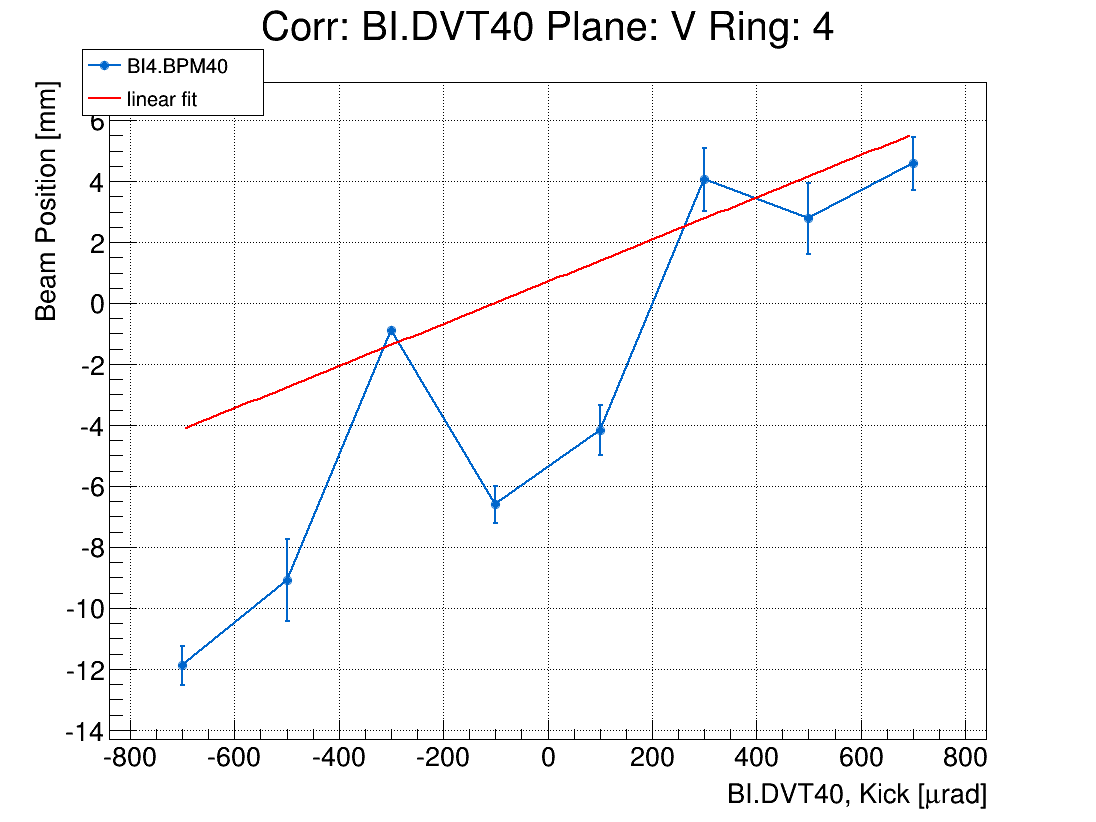 Corr: BI.DVT40 Plane: V Ring: 4
BI4.BPM40
linear fit
Beam Position [mm]
6
4
2
0
-2
-4
-6
-8
-10
-12
-14
-800 -600 -400 -200 0 200 400 600 800
BI.DVT40, Kick [μrad]